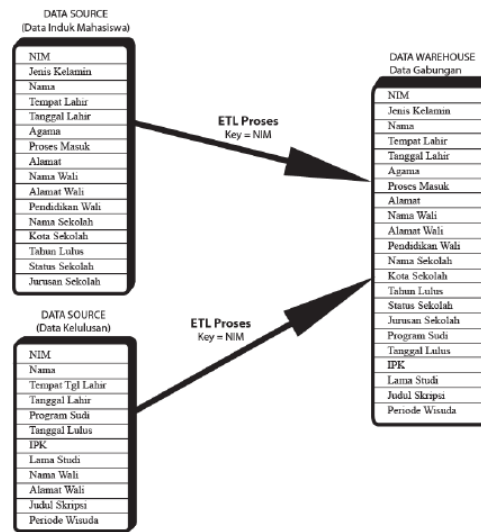 DATA SOURCE
(Data Induk Mahasiswa)
NIM
Jenis Kelamin
Nama
Tempat Lahir
Tanggal Lahir
Agama
Proses Masuk
Alamat
Nama Wali
Alamat Wali
Pendidikan Wali
Nama Sekolah
Kota Sekolah
Tahun Lulus
Status Sekolah
Jurusan Sekolah
ETL Proses
Key = NIM
DATA SOURCE
(Data Kelulusan)
NIM
Nama
Tempat Tgl Lahir
Tanggal Lahir
Program Sudi
Tanggal Lulus
IPK
Lama Studi
Nama Wali
Alamat Wali
Judul Skripsi
Periode Wisuda
ETL Proses
Key = NIM
DATA WAREHOUSE
Data Gabungan
NIM
Jenis Kelamin
Nama
Tempat Lahir
Tanggal Lahir
Agama
Proses Masuk
Alamat
Nama Wali
Alamat Wali
Pendidikan Wali
Nama Sekolah
Kota Sekolah
Tahun Lulus
Status Sekolah
Jurusan Sekolah
Program Sudi
Tanggal Lulus
IPK
Lama Studi
Judul Skripsi
Periode Wisuda